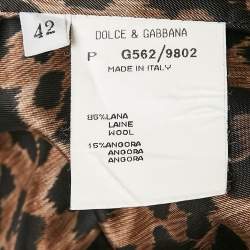 42
DOLCE & GABBANA
P G562/9802
MADE IN ITALY
85%LANA
LAINE
WOOL
15%ANGORA
ANGORA
ANGORA